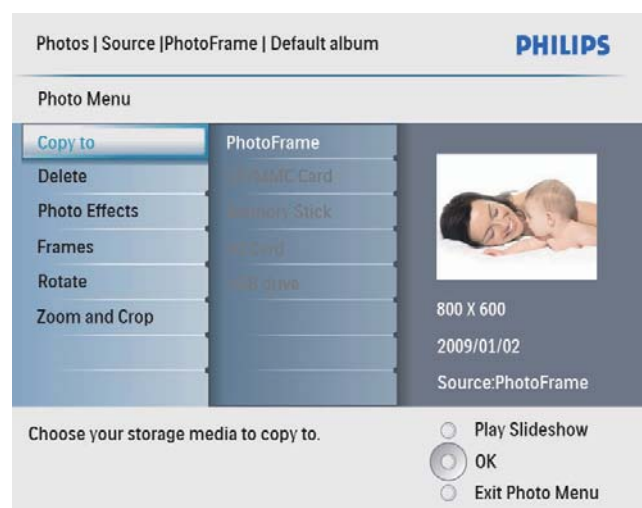 Photos | Source |PhotoFrame | Default album
PHILIPS
Photo Menu
Copy to
Delete
Photo Effects
Frames
Rotate
Zoom and Crop
PhotoFrame
Card
Stick
800 X 600
2009/01/02
Source:PhotoFrame
Choose your storage media to copy to.
Play Slideshow
OK
Exit Photo Menu